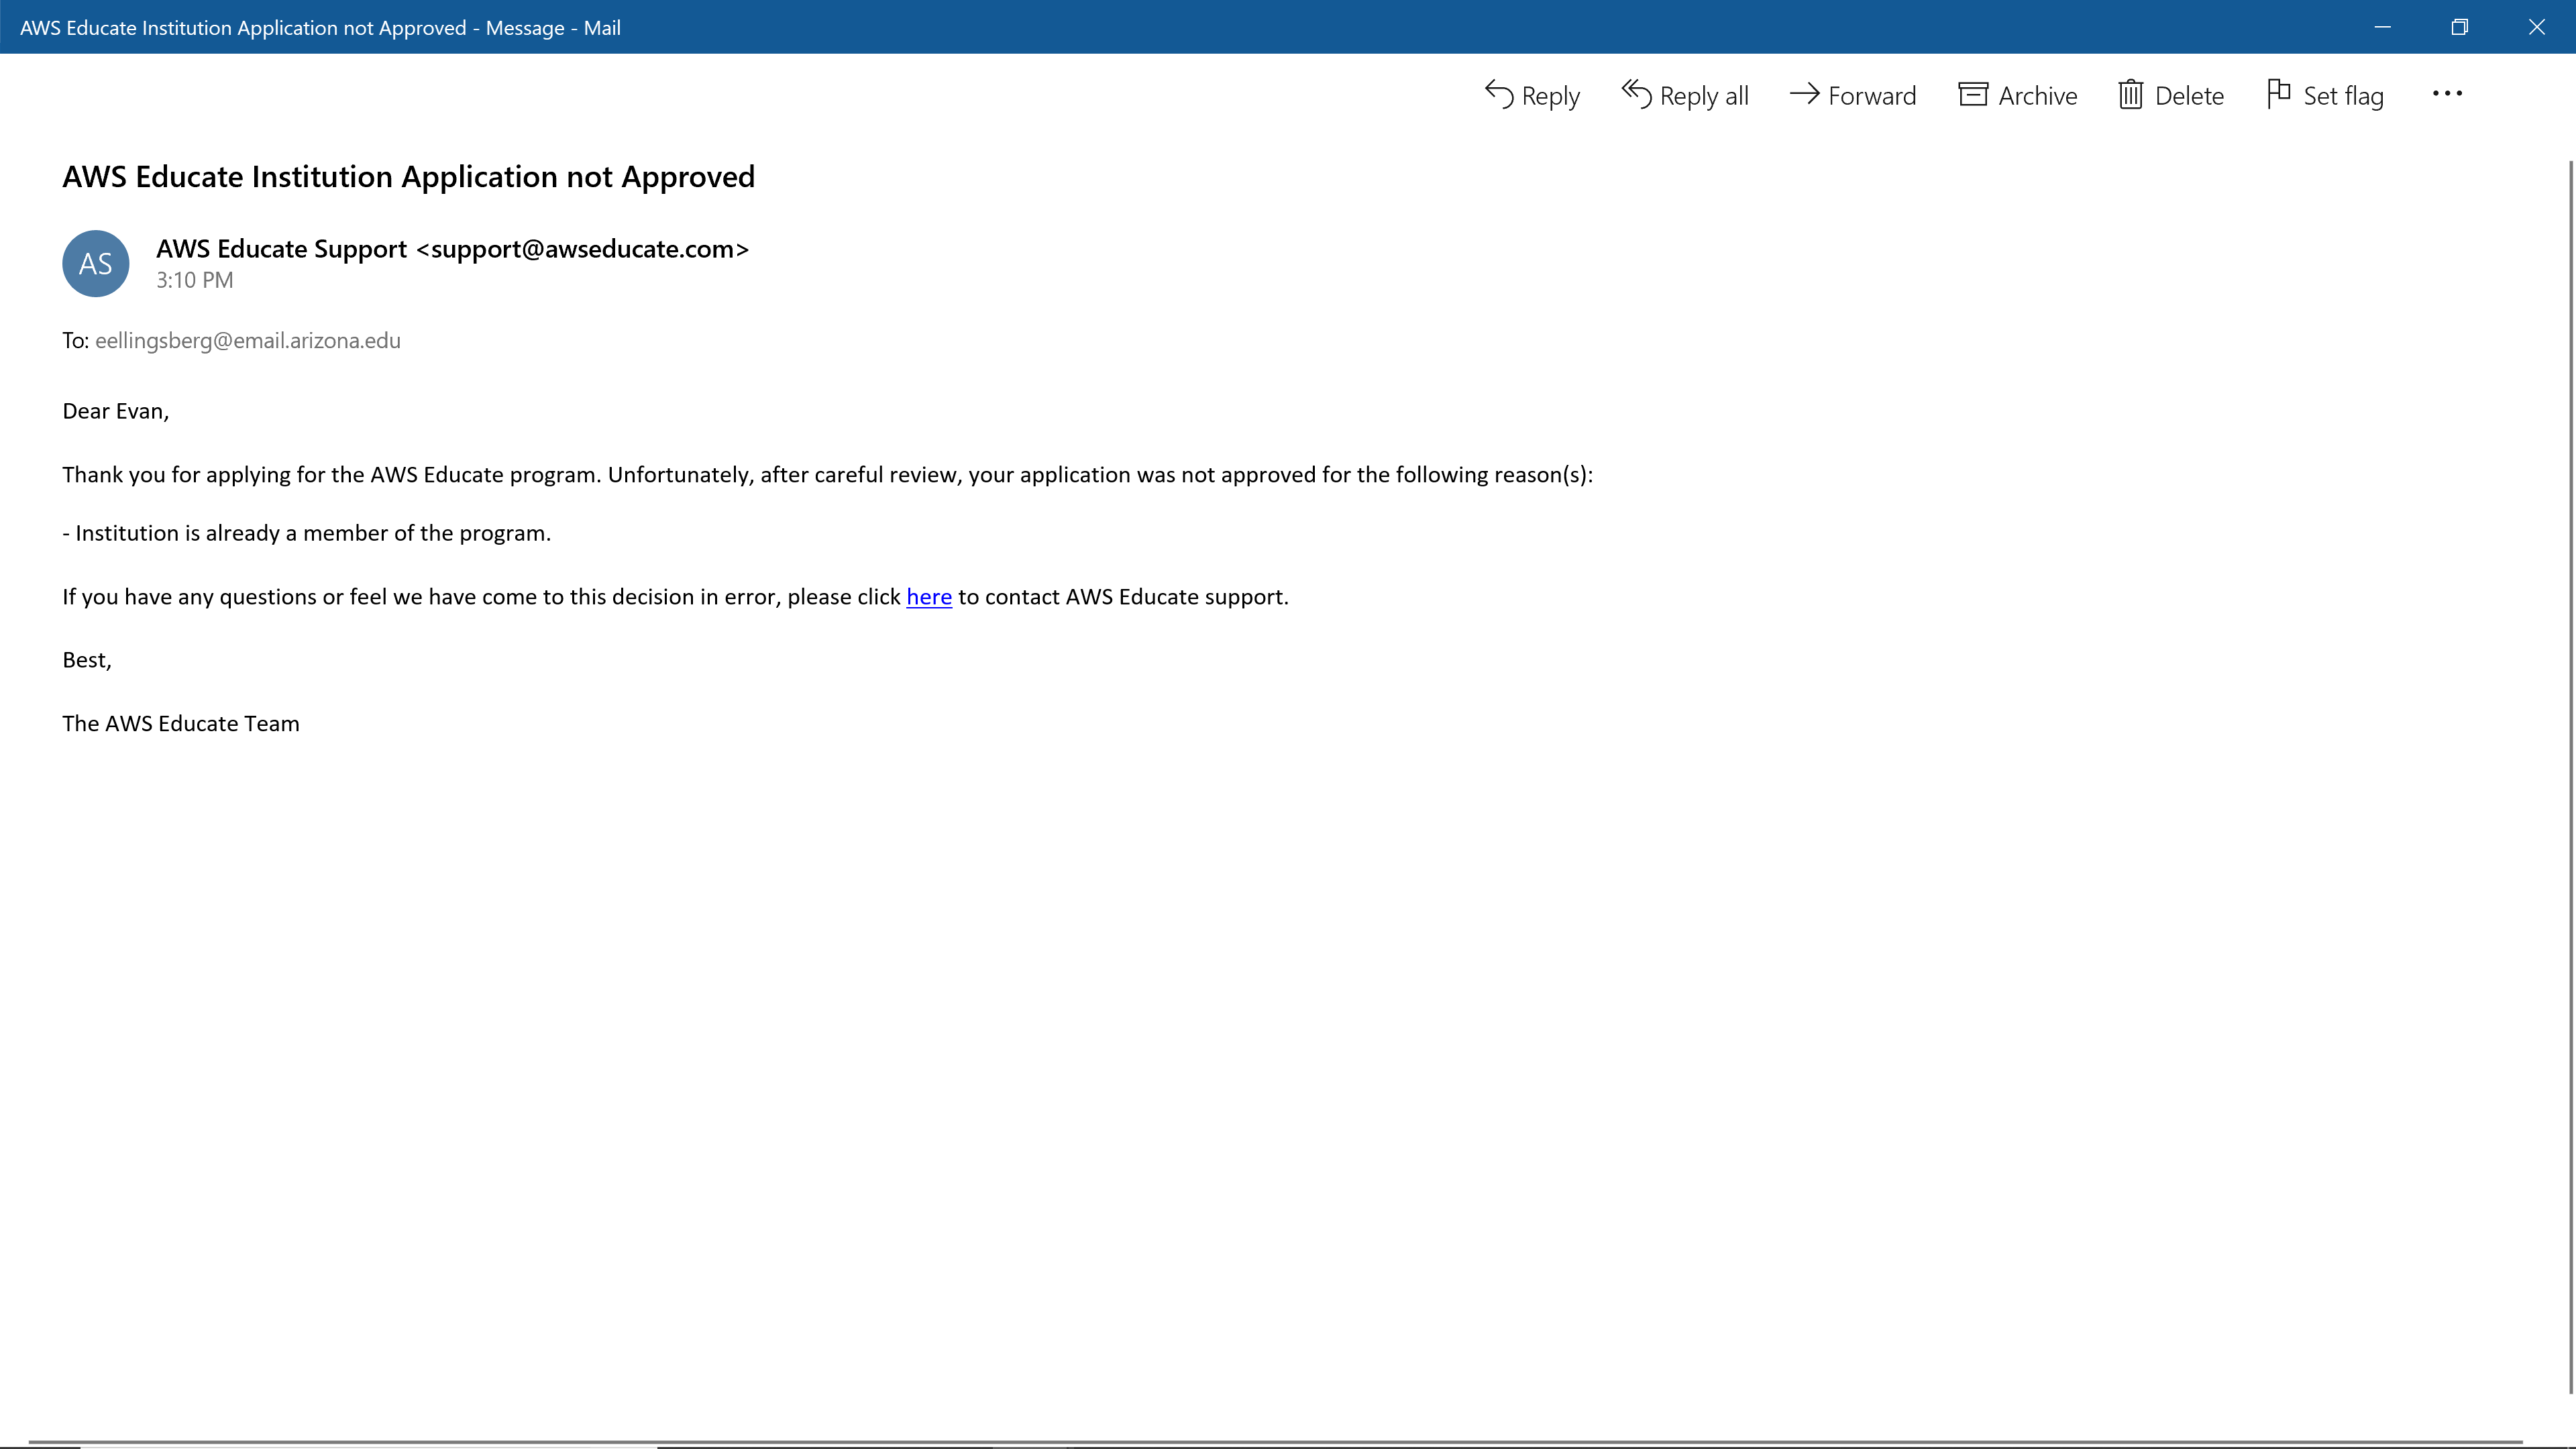 AWS Educate Institution Application not Approved - Message - Mail
Reply Reply all Forward Archive Delete Set flag
AWS Educate Institution Application not Approved
AS
AWS Educate Support <support@awseducate.com>
3:10 PM
To: eellingsberg@email.arizona.edu
Dear Evan,
Thank you for applying for the AWS Educate program. Unfortunately, after careful review, your application was not approved for the following reason(s):
- Institution is already a member of the program.
If you have any questions or feel we have come to this decision in error, please click here to contact AWS Educate support.
Best,
The AWS Educate Team